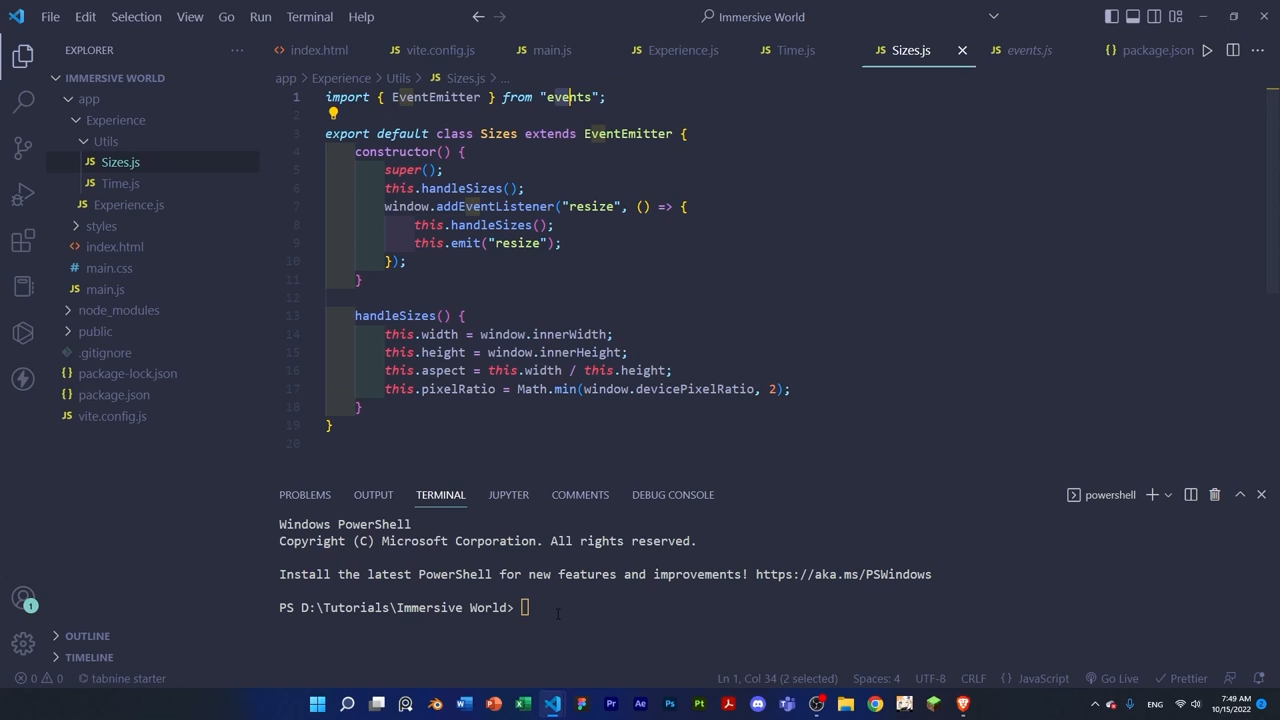 File Edit Selection View Go Run Terminal Help
Immersive World
EXPLORER
index.html vite.config.js main.js Experience.js Time.js Sizes.js events.js package.json
IMMERSIVE WORLD
app
Experience
Utils
Sizes.js
Time.js
Experience.js
styles
index.html
main.css
main.js
node_modules
public
.gitignore
package-lock.json
package.json
vite.config.js
OUTLINE
TIMELINE
app Experience Utils Sizes.js ...
1 import { EventEmitter } from "events";
2
3 export default class Sizes extends EventEmitter {
4 constructor() {
5 super();
6 this.handleSizes();
7 window.addEventListener("resize", () => {
8 this.handleSizes();
9 this.emit("resize");
10 });
11 }
12
13 handleSizes() {
14 this.width = window.innerWidth;
15 this.height = window.innerHeight;
16 this.aspect = this.width / this.height;
17 this.pixelRatio = Math.min(window.devicePixelRatio, 2);
18 }
19 }
20
PROBLEMS OUTPUT TERMINAL JUPYTER COMMENTS DEBUG CONSOLE powershell
Windows PowerShell
Copyright (C) Microsoft Corporation. All rights reserved.
Install the latest PowerShell for new features and improvements! https://aka.ms/PSWindows
PS D:\Tutorials\Immersive World>
0 0 tabnine starter Ln 1, Col 34 (2 selected) Spaces: 4 UTF-8 CRLF JavaScript Go Live Prettier
ENG 7:49 AM
10/15/2022